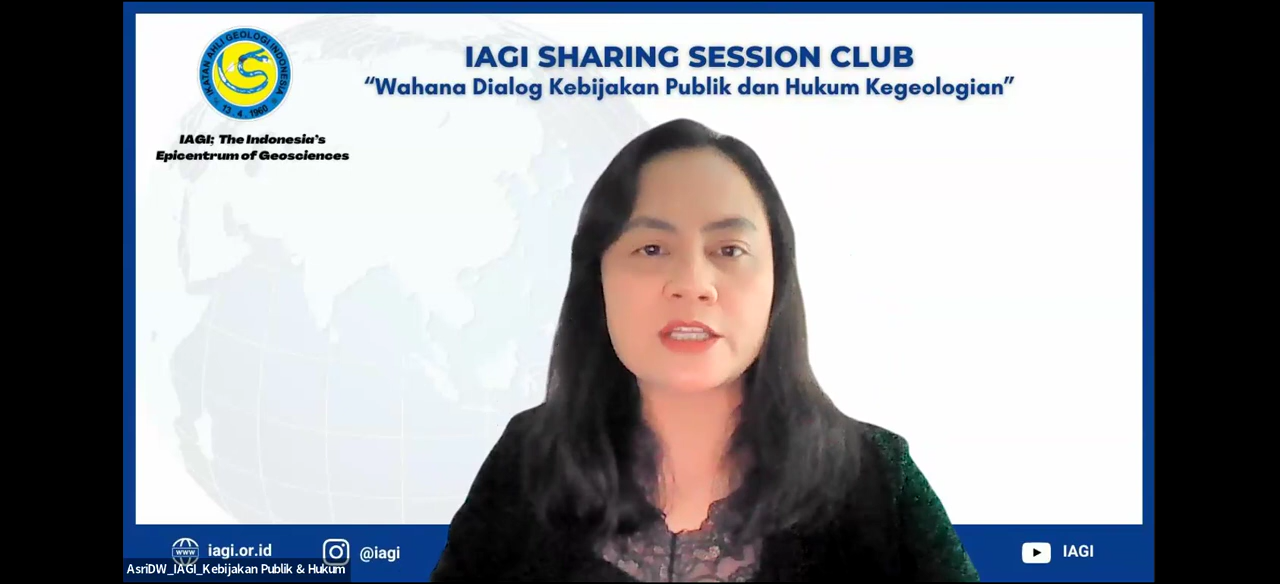 IKATAN AHLI GEOLOGI INDONESIA
13 . 4 . 1960
IAGI; The Indonesia's
Epicentrum of Geosciences
IAGI SHARING SESSION CLUB
“Wahana Dialog Kebijakan Publik dan Hukum Kegeologian”
www
iagi.or.id
@iagi
IAGI
AsriDW_IAGI_Kebijakan Publik & Hukum